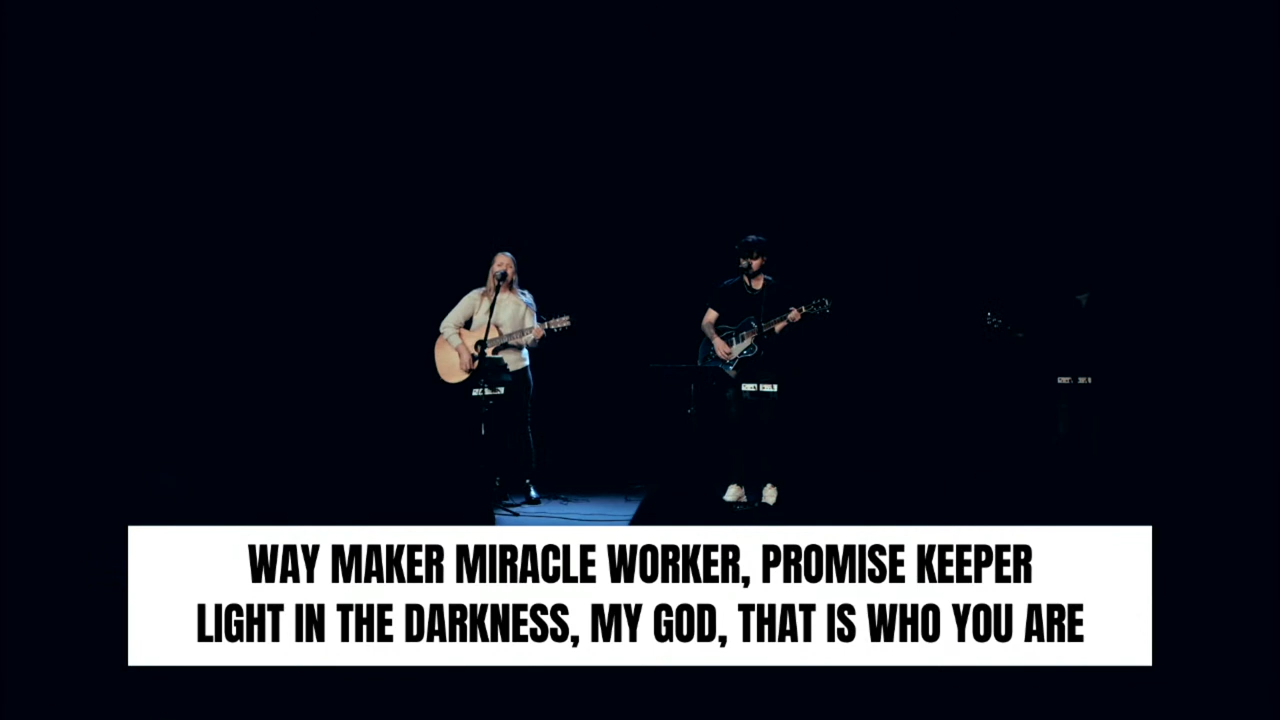 WAY MAKER MIRACLE WORKER, PROMISE KEEPER
LIGHT IN THE DARKNESS, MY GOD, THAT IS WHO YOU ARE